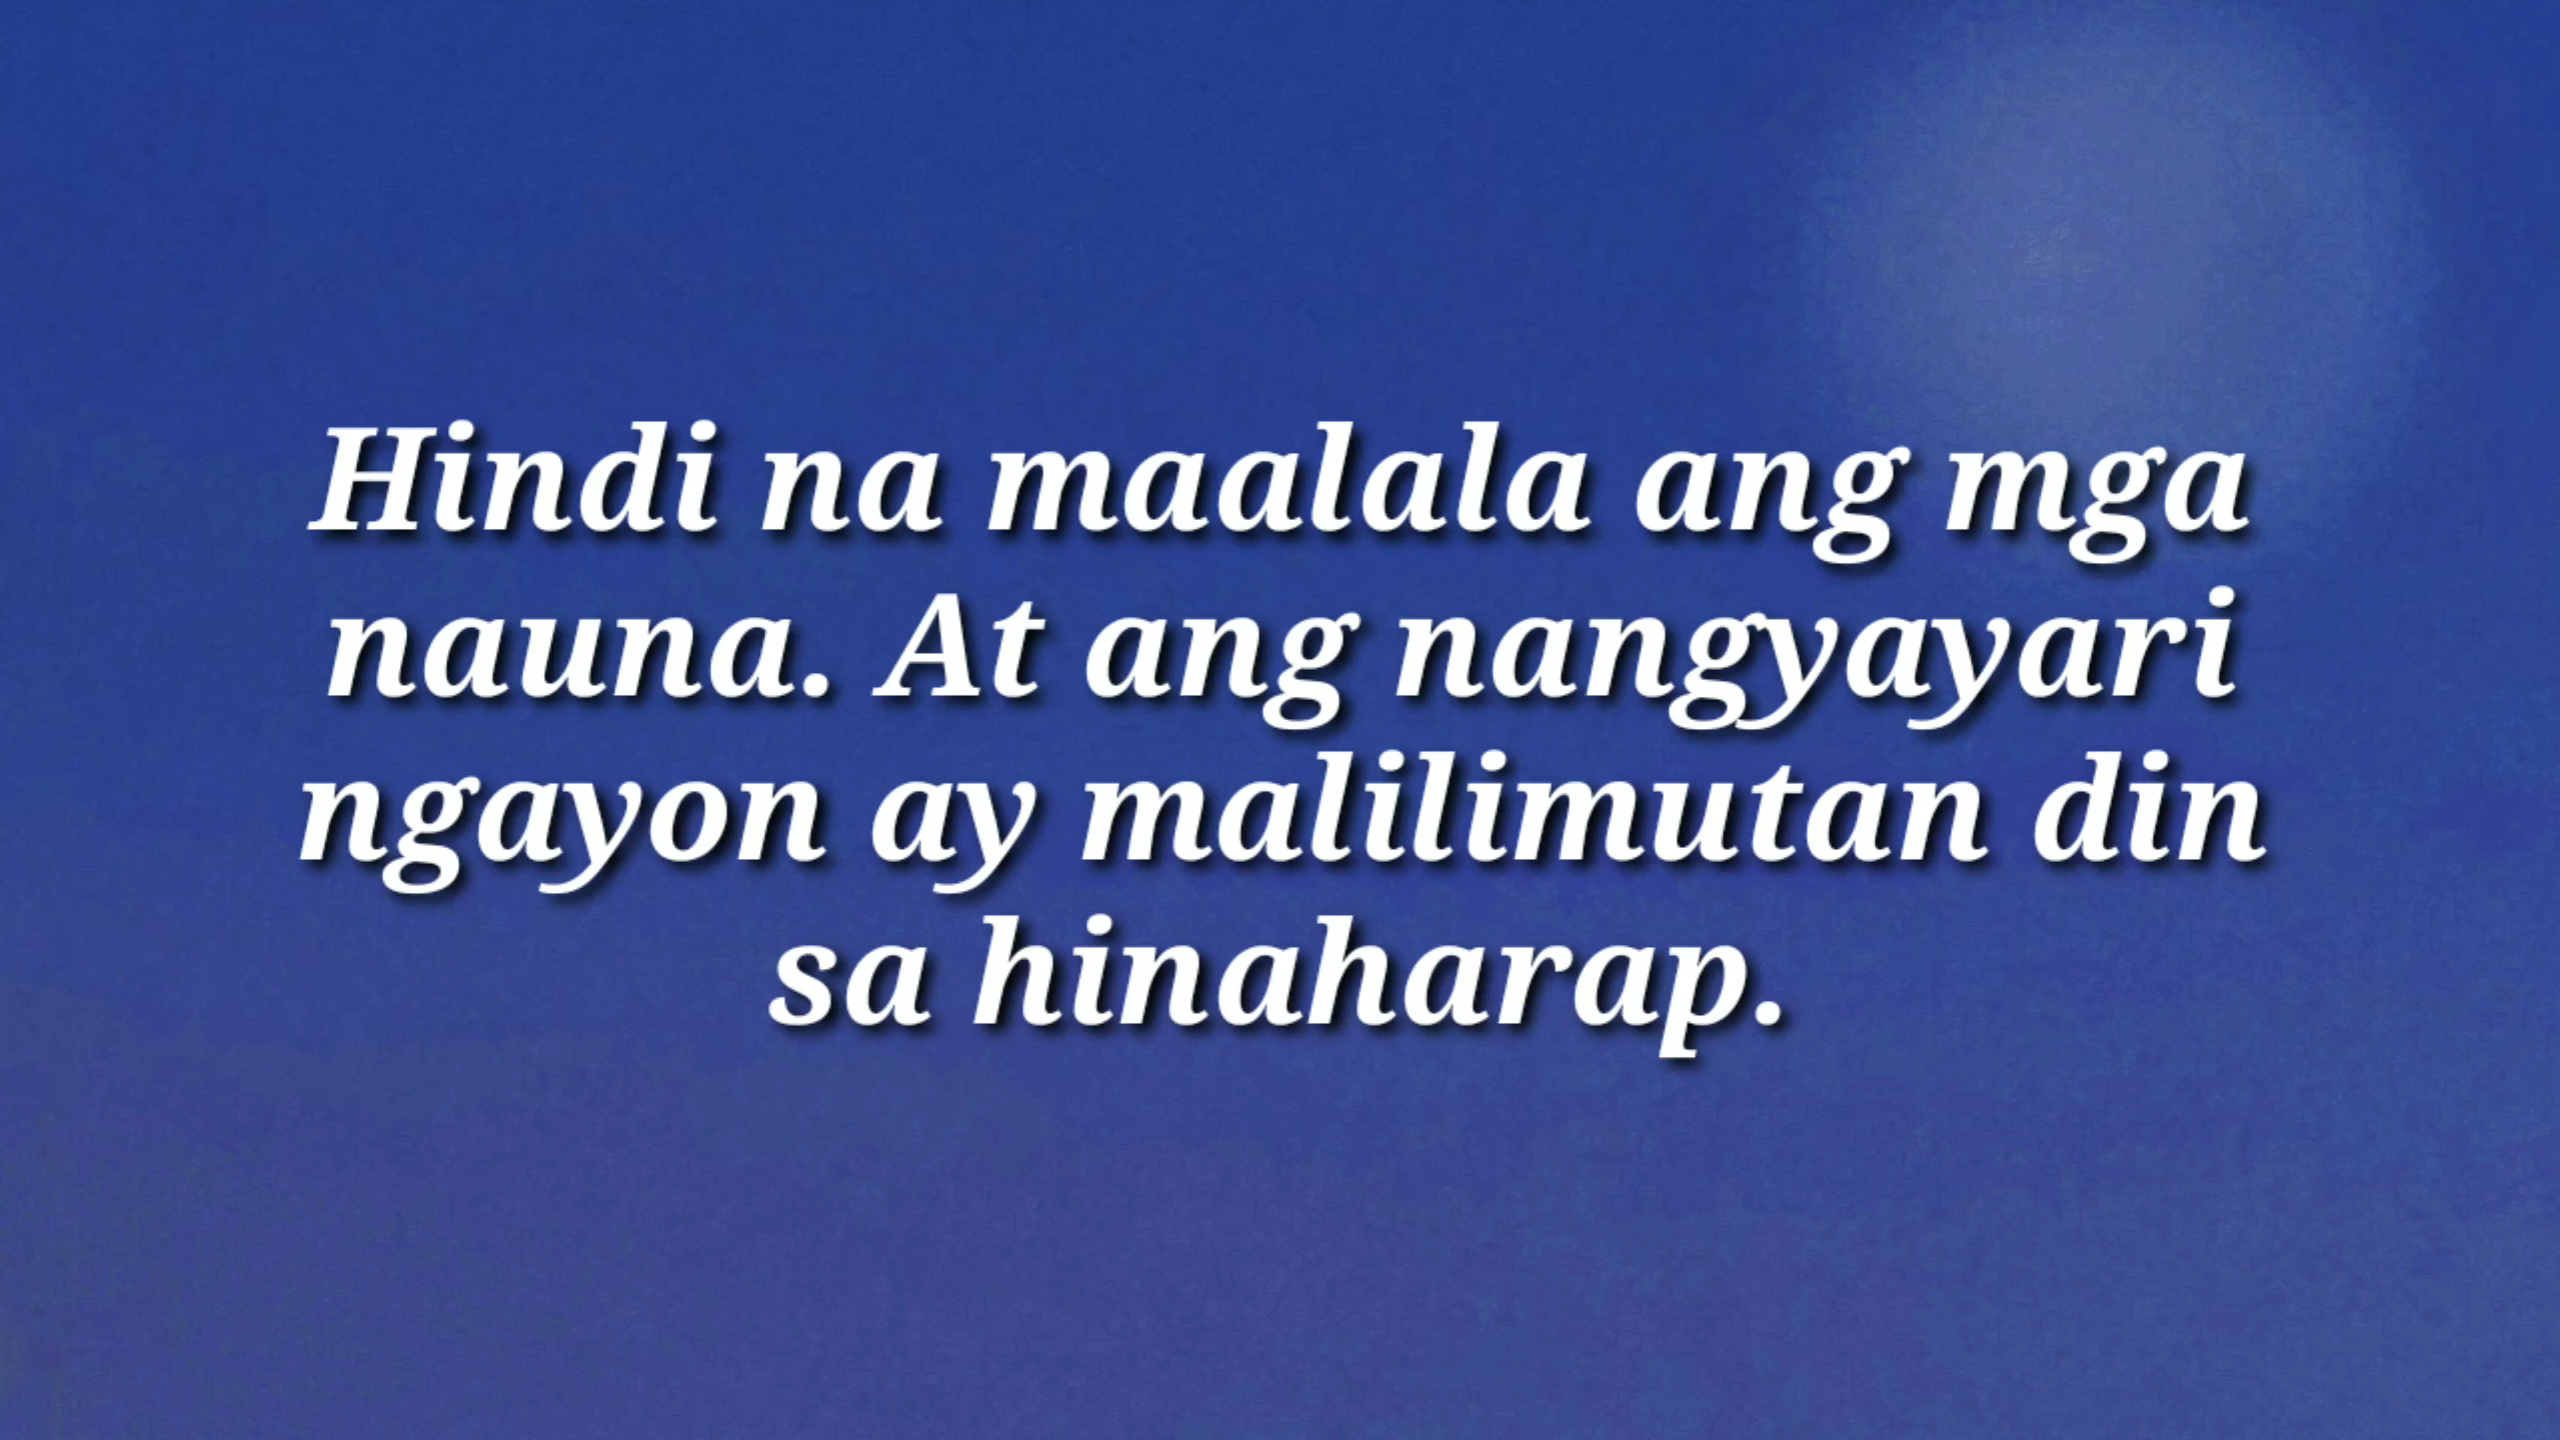 Hindi na maalala ang mga
nauna. At ang nangyayari
ngayon ay malilimutan din
sa hinaharap.